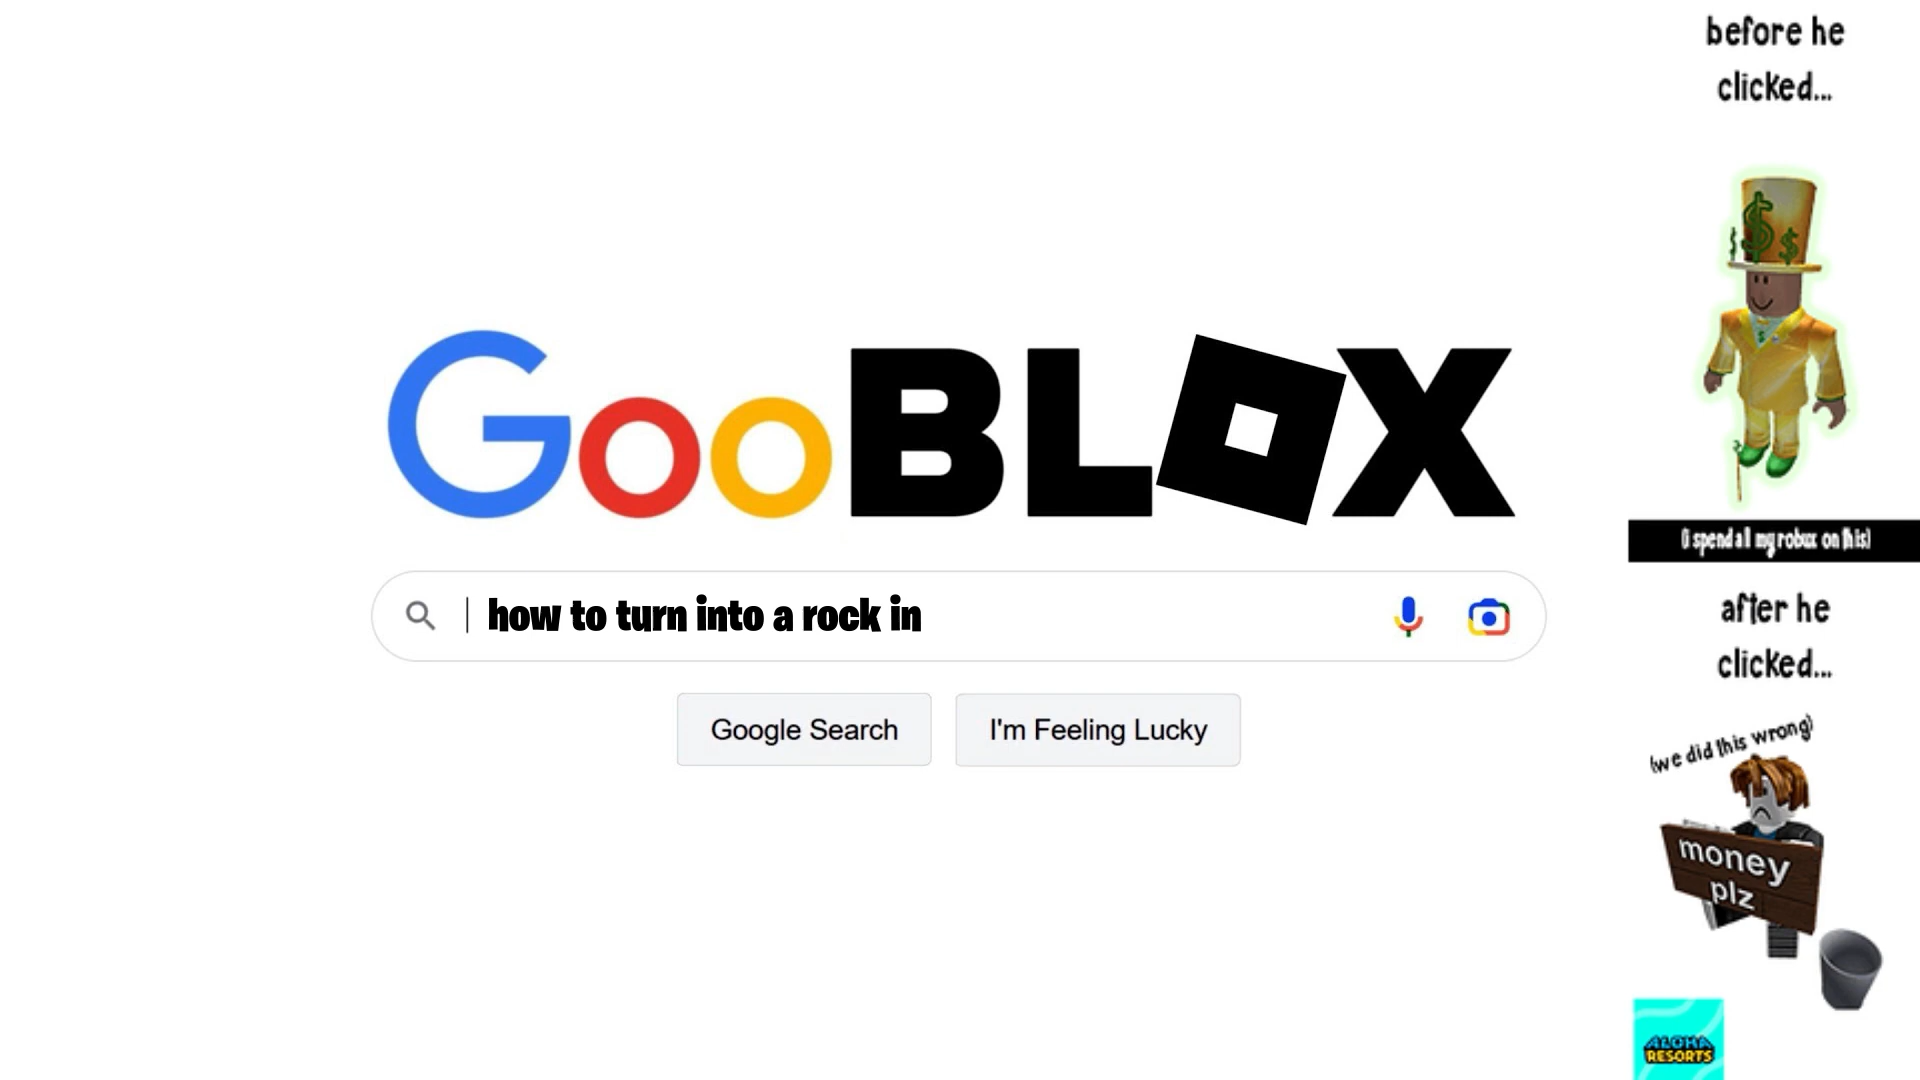 before he
clicked...
GooBLOX
(i spend all my robux on this)
how to turn into a rock in
after he
clicked...
Google Search
I'm Feeling Lucky
(we did this wrong)
money
plz
ALOHA
RESORTS